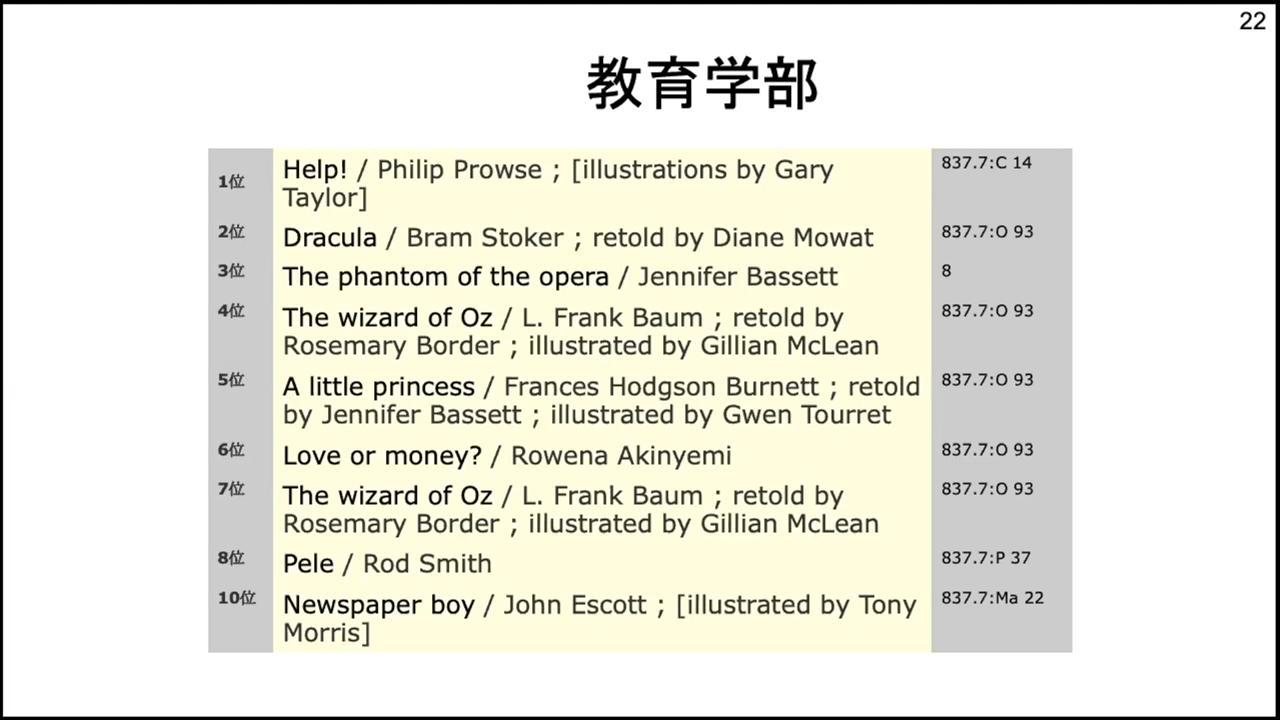 22
教育学部
1位 Help! / Philip Prowse ; [illustrations by Gary 837.7:C 14
Taylor]
2位 Dracula / Bram Stoker ; retold by Diane Mowat 837.7:O 93
3位 The phantom of the opera / Jennifer Bassett 8
4位 The wizard of Oz / L. Frank Baum ; retold by 837.7:O 93
Rosemary Border ; illustrated by Gillian McLean
5位 A little princess / Frances Hodgson Burnett ; retold 837.7:O 93
by Jennifer Bassett ; illustrated by Gwen Tourret
6位 Love or money? / Rowena Akinyemi 837.7:O 93
7位 The wizard of Oz / L. Frank Baum ; retold by 837.7:O 93
Rosemary Border ; illustrated by Gillian McLean
8位 Pele / Rod Smith 837.7:P 37
10位 Newspaper boy / John Escott ; [illustrated by Tony 837.7:Ma 22
Morris]